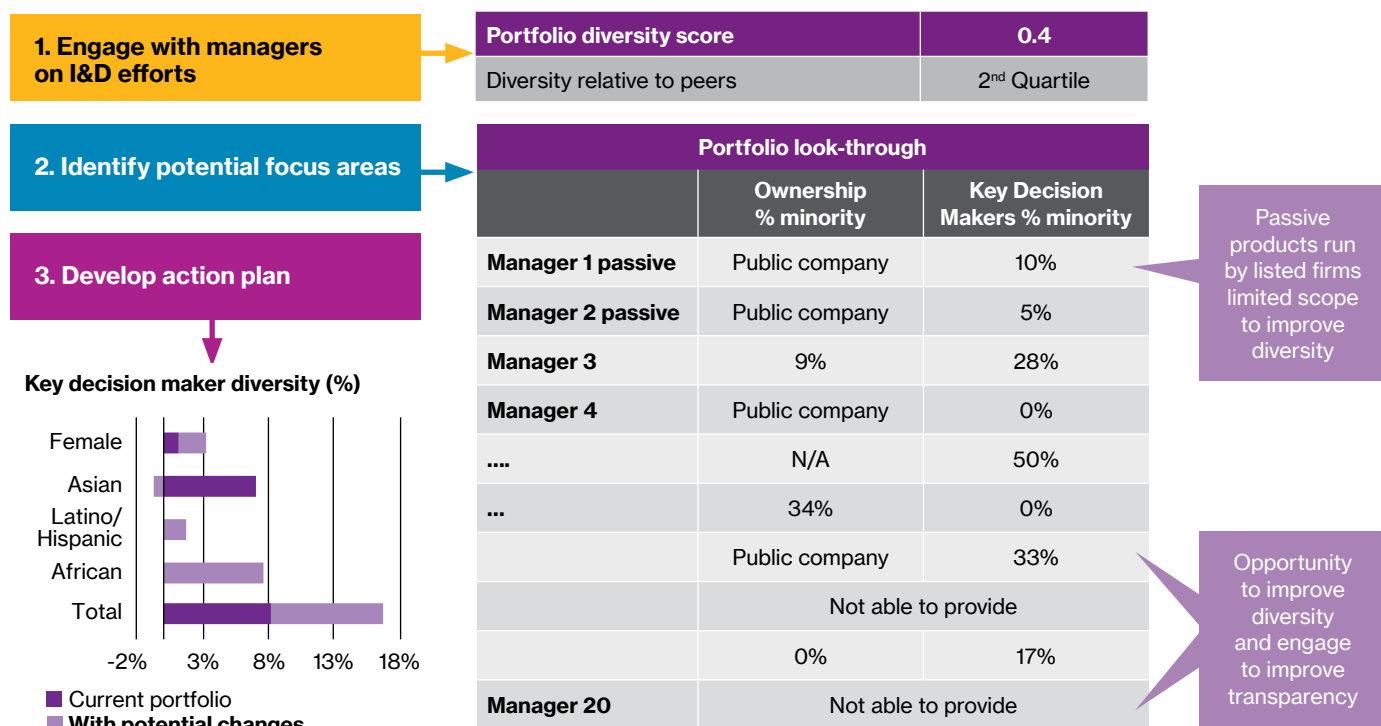 1. Engage with managers
on I&D efforts
Portfolio diversity score 0.4
Diversity relative to peers 2nd Quartile
2. Identify potential focus areas
Portfolio look-through
Ownership
% minority
Key Decision
Makers % minority
Manager 1 passive Public company 10%
Manager 2 passive Public company 5%
Manager 3 9% 28%
Manager 4 Public company 0%
.... N/A 50%
... 34% 0%
Public company 33%
Not able to provide
0% 17%
Manager 20 Not able to provide
Passive
products run
by listed firms
limited scope
to improve
diversity
Opportunity
to improve
diversity
and engage
to improve
transparency
3. Develop action plan
Key decision maker diversity (%)
Female
Asian
Latino/
Hispanic
African
Total
-2% 3% 8% 13% 18%
Current portfolio
With potential changes